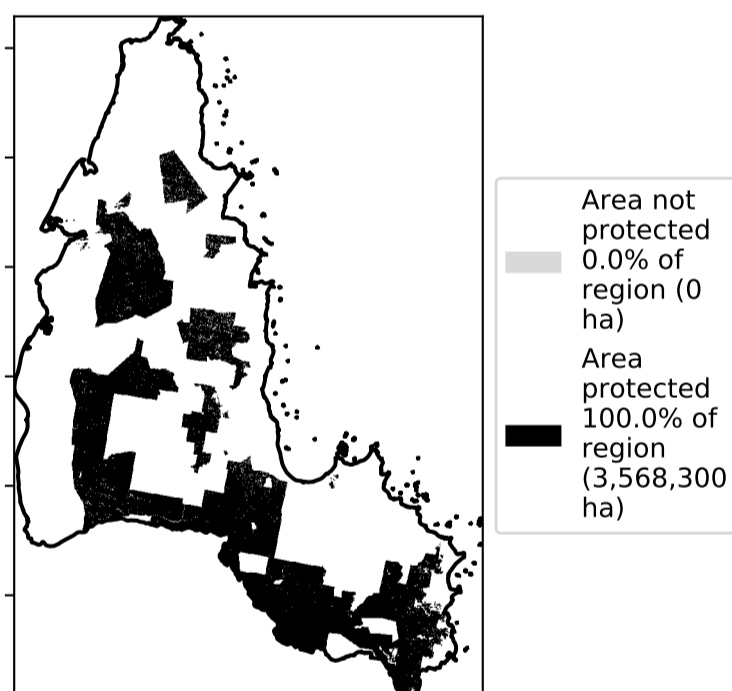 Area not
protected
0.0% of
region (0
ha)
Area
protected
100.0% of
region
(3,568,300
ha)